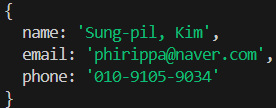 {
  name: 'Sung-pil, Kim',
  email: 'phirippa@naver.com',
  phone: '010-9105-9034'
}